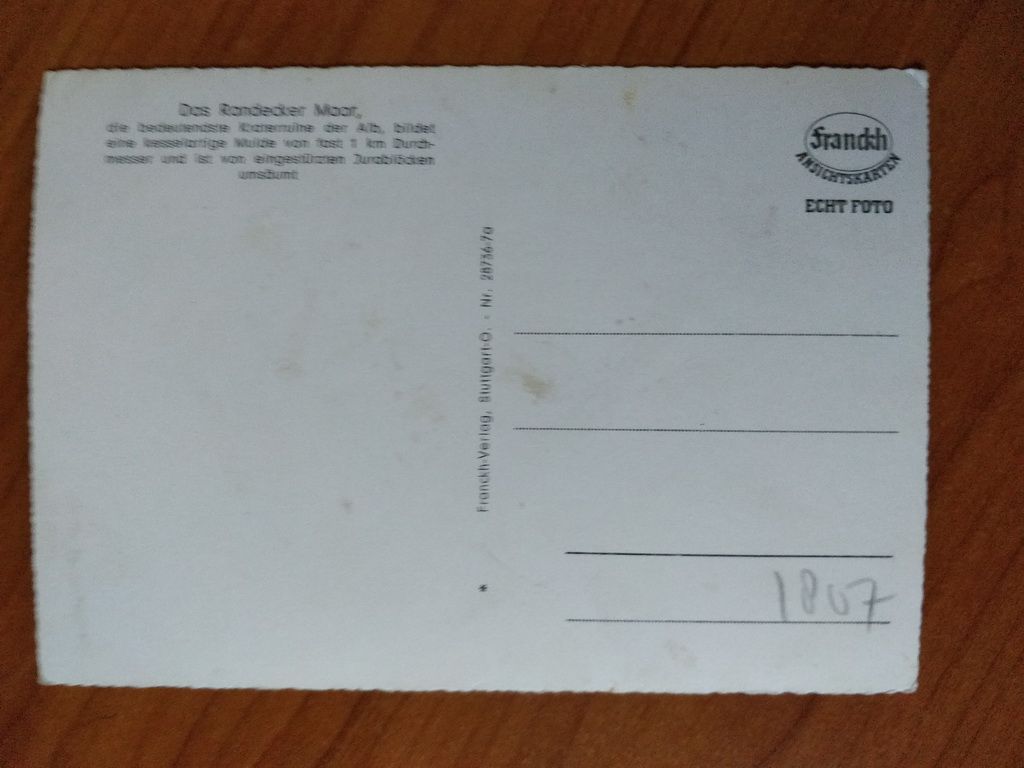 Das Randecker Maar,
die bedeutendste Kraterruine der Alb, bildet
eine kesselartige Mulde von fast 1 km Durch-
messer und ist von eingestürzten Jurablöcken
umsäumt
Franckh-Verlag, Stuttgart-O. - Nr. 28736-7a
*
Franckh
ANSICHTSKARTEN
ECHT FOTO
1807